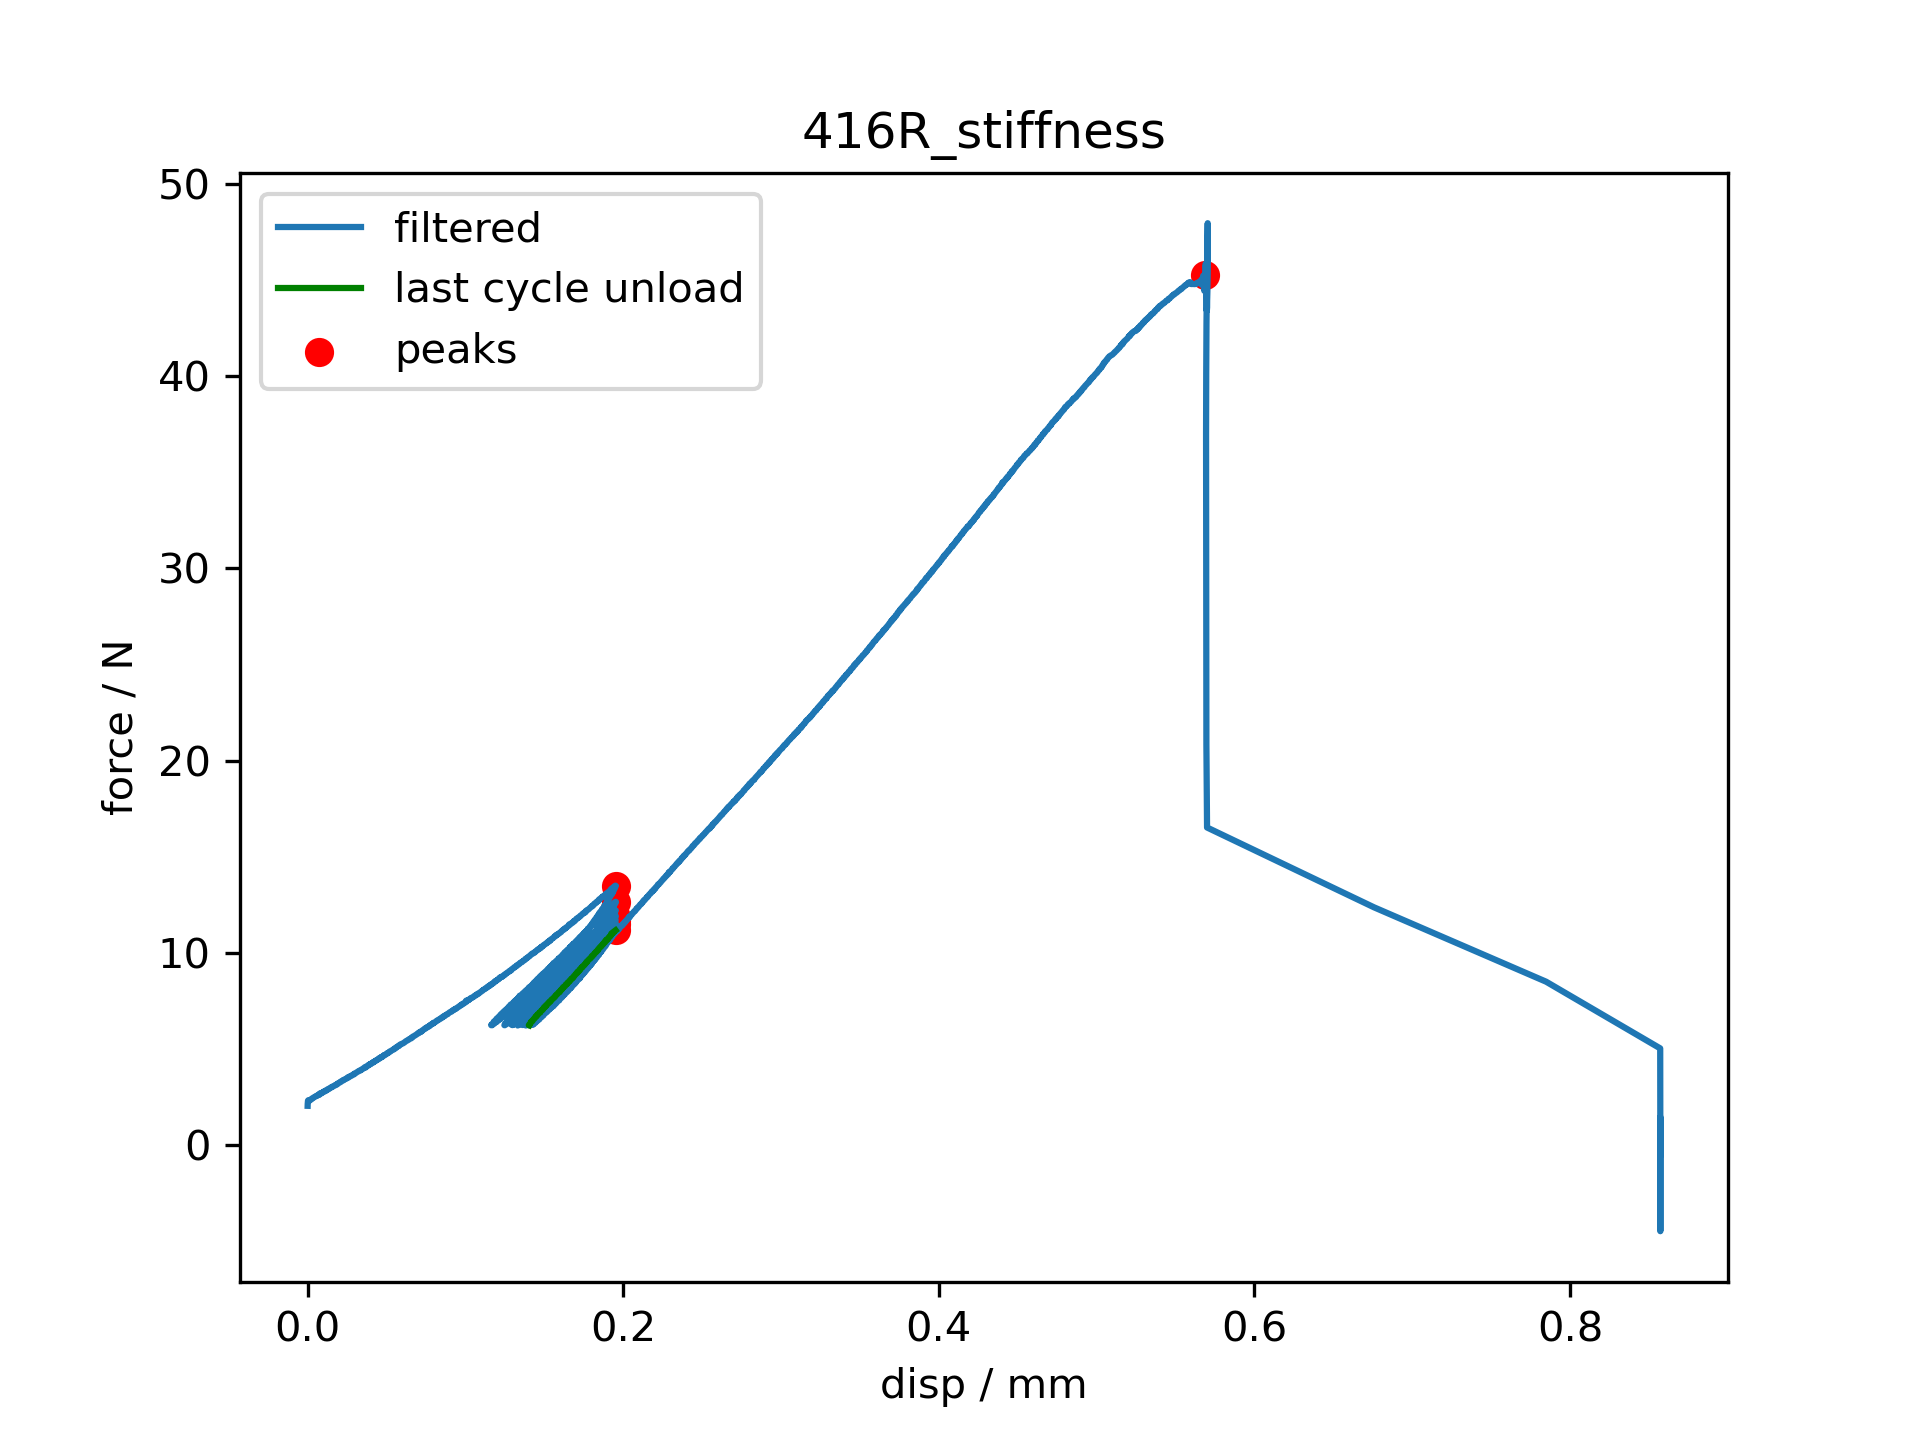 416R_stiffness
filtered
last cycle unload
peaks
50
40
30
20
10
0
force / N
0.0 0.2 0.4 0.6 0.8
disp / mm